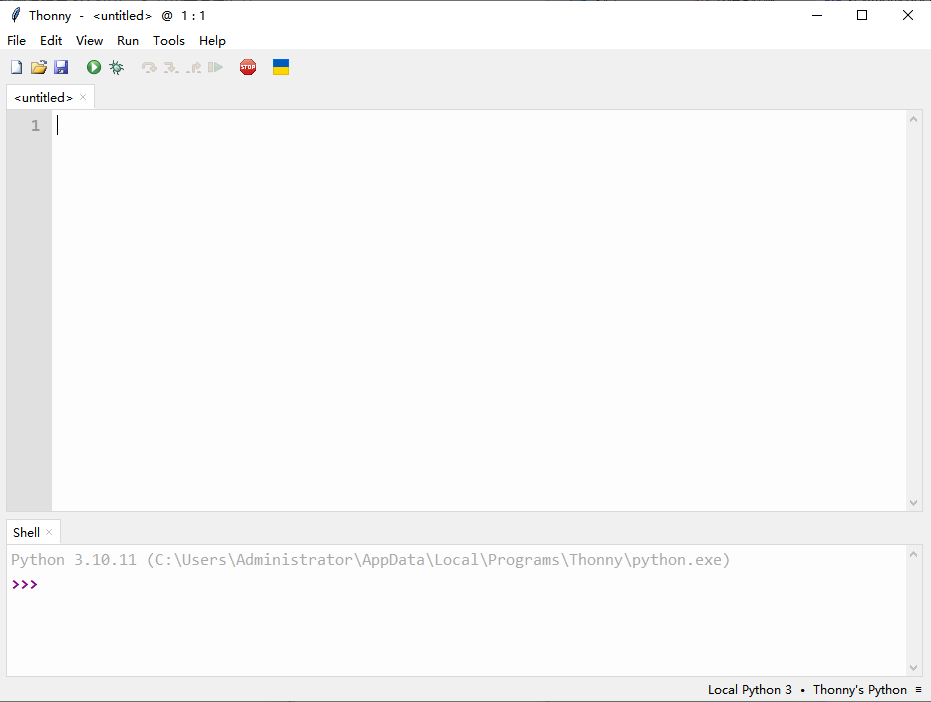 Thonny - <untitled> @ 1 : 1
File Edit View Run Tools Help
STOP
<untitled> ×
1
Shell ×
Python 3.10.11 (C:\Users\Administrator\AppData\Local\Programs\Thonny\python.exe)
>>>
Local Python 3 • Thonny's Python ≡